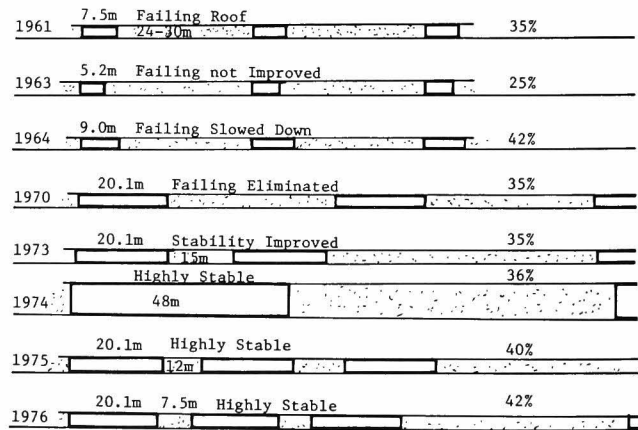 7.5m Failing Roof
1961 24-30m 35%
5.2m Failing not Improved
1963 25%
9.0m Failing Slowed Down
1964 42%
20.1m Failing Eliminated 35%
1970
20.1m Stability Improved 35%
1973 15m
Highly Stable 36%
1974 48m
20.1m Highly Stable 40%
1975 12m
20.1m 7.5m Highly Stable 42%
1976